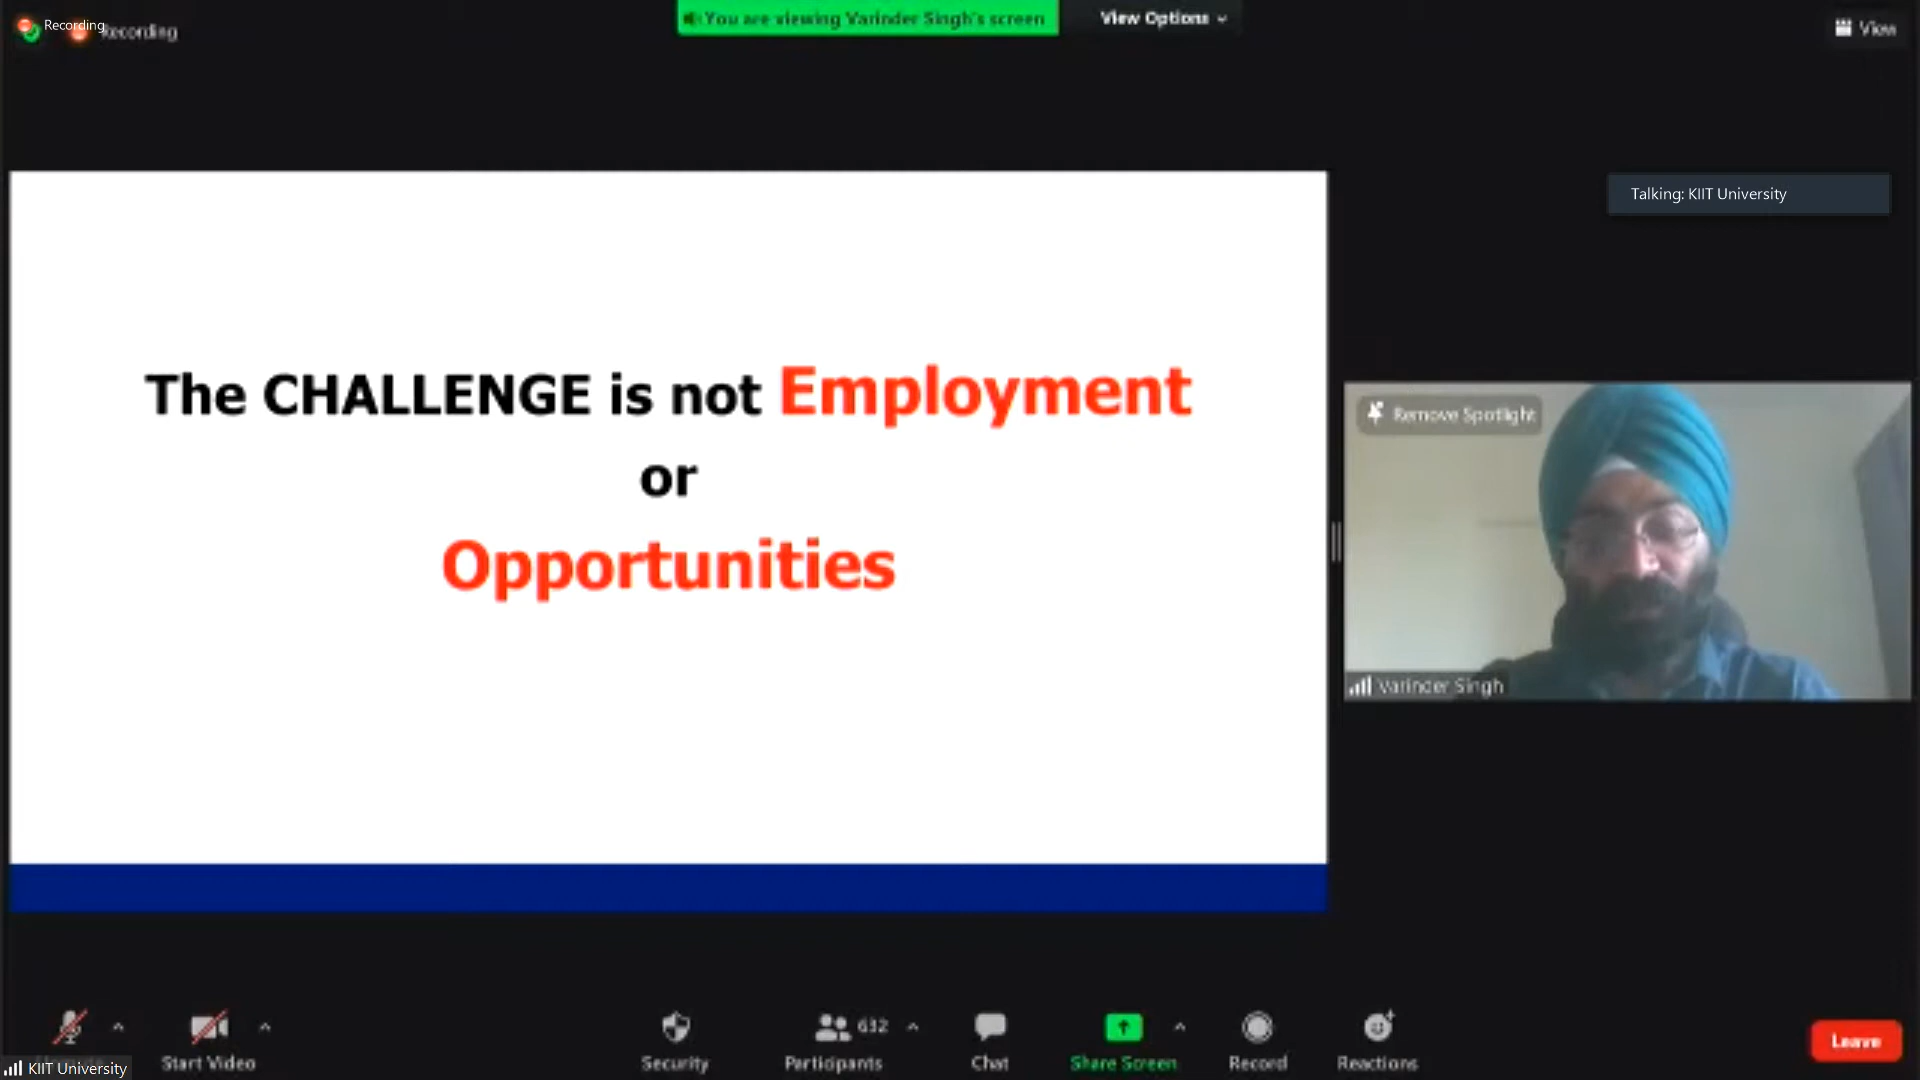 Recording
Recording
You are viewing Varinder Singh's screen
View Options
View
Talking: KIIT University
The CHALLENGE is not Employment
or
Opportunities
Remove Spotlight
Varinder Singh
632
Start Video
Security
Participants
Chat
Share Screen
Record
Reactions
Leave
KIIT University